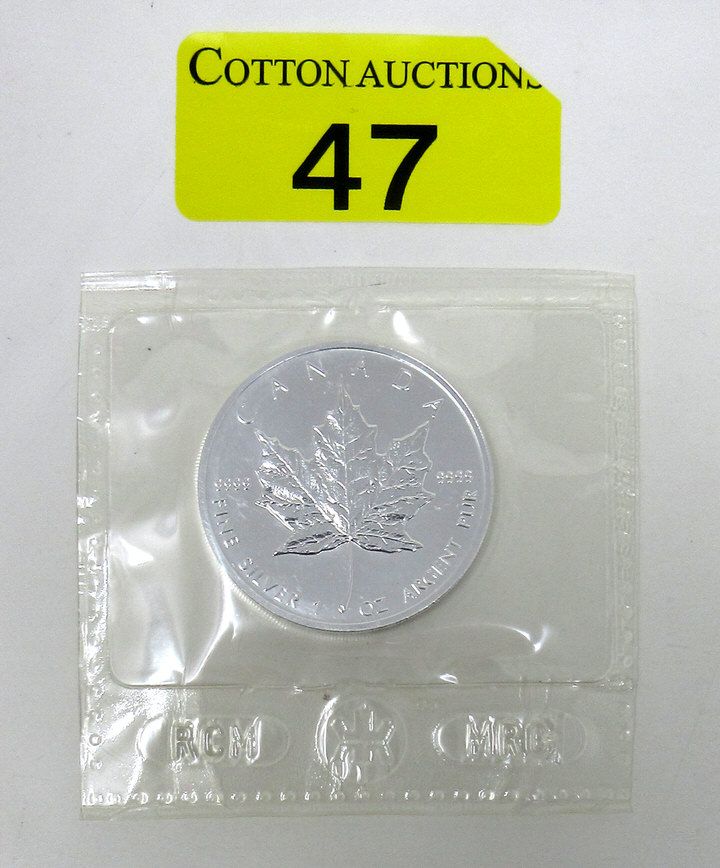 COTTON AUCTIONS
47
CANADA
9999 9999
FINE SILVER 1 OZ ARGENT PUR
RCM MRC